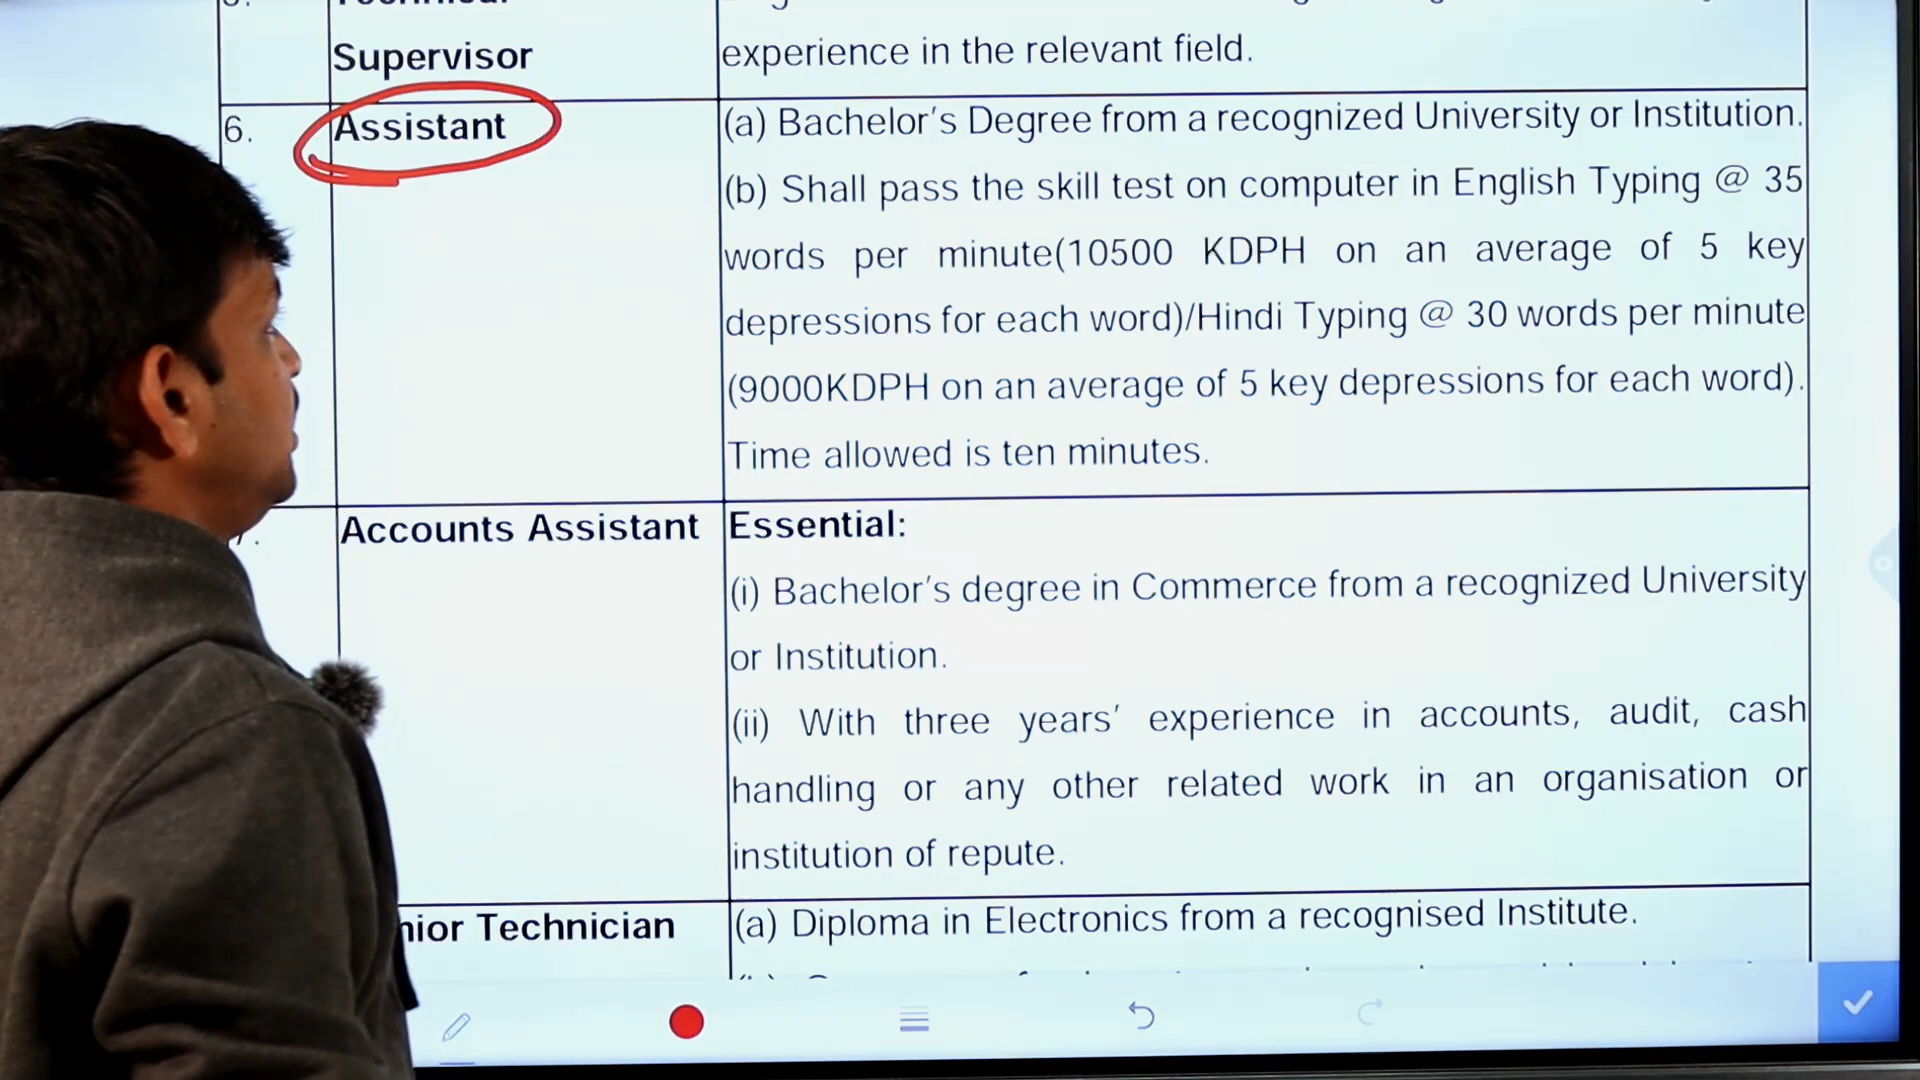 Supervisor
experience in the relevant field.
6.
Assistant
(a) Bachelor's Degree from a recognized University or Institution.
(b) Shall pass the skill test on computer in English Typing @ 35
words per minute(10500 KDPH on an average of 5 key
depressions for each word)/Hindi Typing @ 30 words per minute
(9000KDPH on an average of 5 key depressions for each word).
Time allowed is ten minutes.
Accounts Assistant
Essential:
(i) Bachelor's degree in Commerce from a recognized University
or Institution.
(ii) With three years' experience in accounts, audit, cash
handling or any other related work in an organisation or
institution of repute.
Technician
(a) Diploma in Electronics from a recognised Institute.